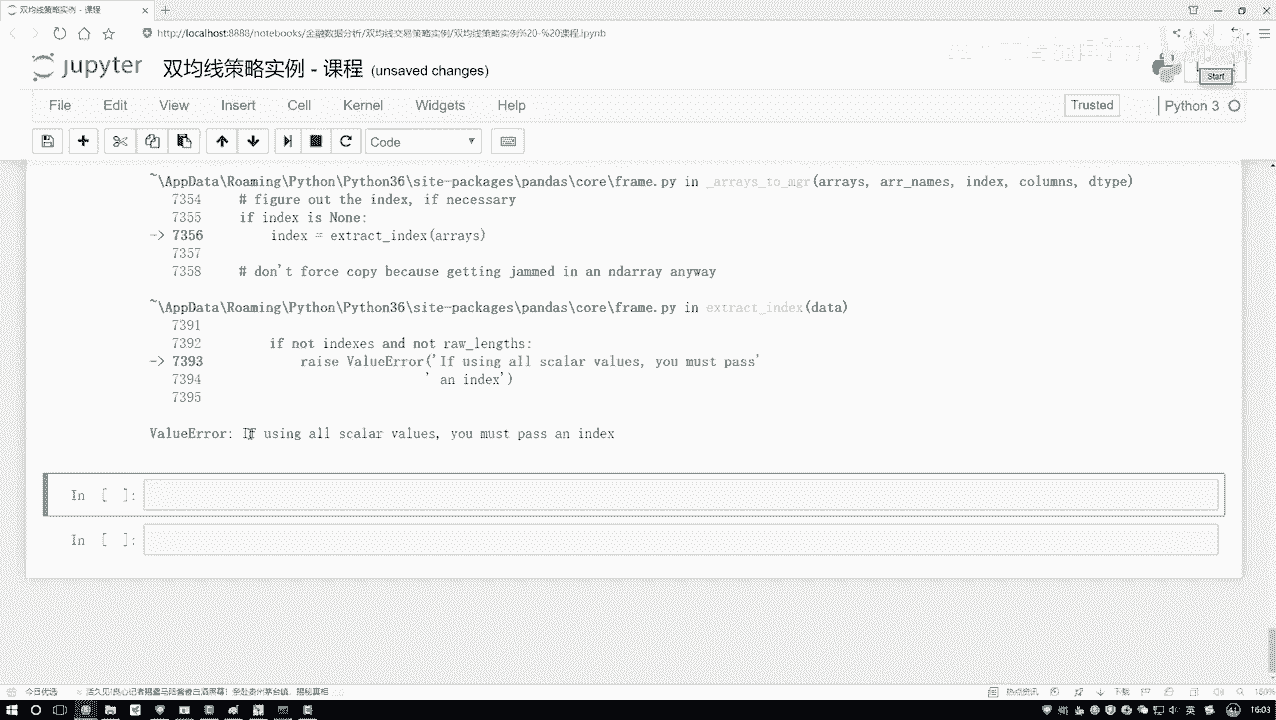 双均线策略实例 - 课程
http://localhost:8888/notebooks/金融数据分析/双均线交易策略实例/双均线策略实例%20-%20课程.ipynb
jupyter 双均线策略实例 - 课程 (unsaved changes)
Start
File Edit View Insert Cell Kernel Widgets Help
Trusted Python 3
Code
~\AppData\Roaming\Python\Python36\site-packages\pandas\core\frame.py in _arrays_to_mgr(arrays, arr_names, index, columns, dtype)
7354 # figure out the index, if necessary
7355 if index is None:
-> 7356 index = extract_index(arrays)
7357
7358 # don't force copy because getting jammed in an ndarray anyway
~\AppData\Roaming\Python\Python36\site-packages\pandas\core\frame.py in extract_index(data)
7391
7392 if not indexes and not raw_lengths:
-> 7393 raise ValueError('If using all scalar values, you must pass'
7394 ' an index')
7395
ValueError: If using all scalar values, you must pass an index
In [ ]:
In [ ]:
今日优选
热点资讯 下载 160%
英 16:03